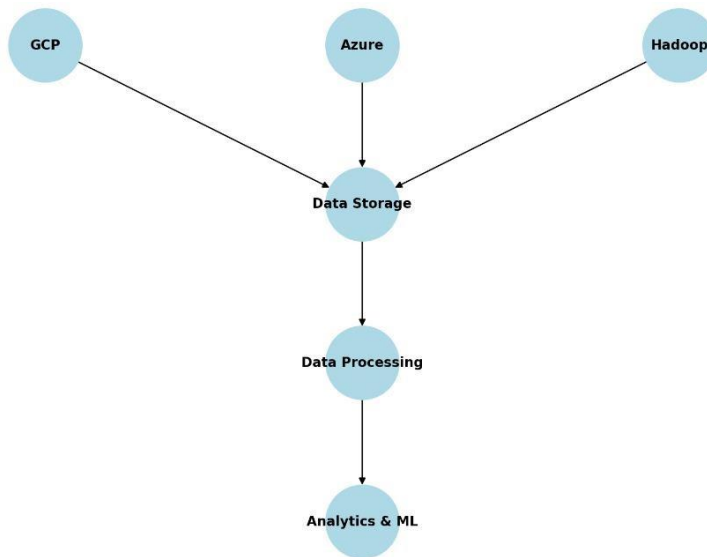 GCP
Azure
Hadoop
Data Storage
Data Processing
Analytics & ML